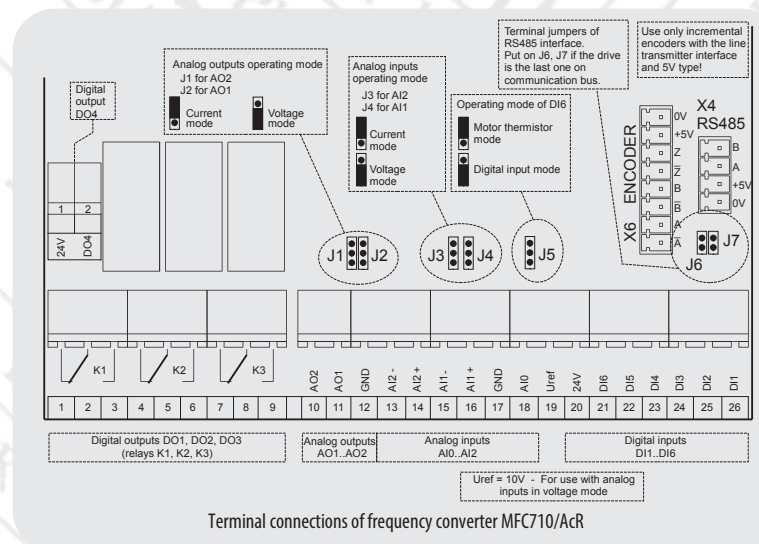 Analog outputs operating mode
J1 for AO2
J2 for AO1
Current
mode
Voltage
mode
Digital
output
DO4
Analog inputs
operating mode
J3 for AI2
J4 for AI1
Current
mode
Voltage
mode
Operating mode of DI6
Motor thermistor
mode
Digital input mode
Terminal jumpers of
RS485 interface.
Put on J6, J7 if the drive
is the last one on
communication bus.
Use only incremental
encoders with the line
transmitter interface
and 5V type!
X6 ENCODER
0V
+5V
Z
Z̅
B
B̅
A
A̅
X4
RS485
B
A
+5V
0V
1 2
24V DO4
J1 J2
J3 J4
J5
J6 J7
K1 K2 K3
AO2 AO1 GND AI2 - AI2 + AI1 - AI1 + GND AI0 Uref 24V DI6 DI5 DI4 DI3 DI2 DI1
1 2 3 4 5 6 7 8 9 10 11 12 13 14 15 16 17 18 19 20 21 22 23 24 25 26
Digital outputs DO1, DO2, DO3
(relays K1, K2, K3)
Analog outputs
AO1..AO2
Analog inputs
AI0..AI2
Digital inputs
DI1..DI6
Uref = 10V - For use with analog
inputs in voltage mode
Terminal connections of frequency converter MFC710/AcR